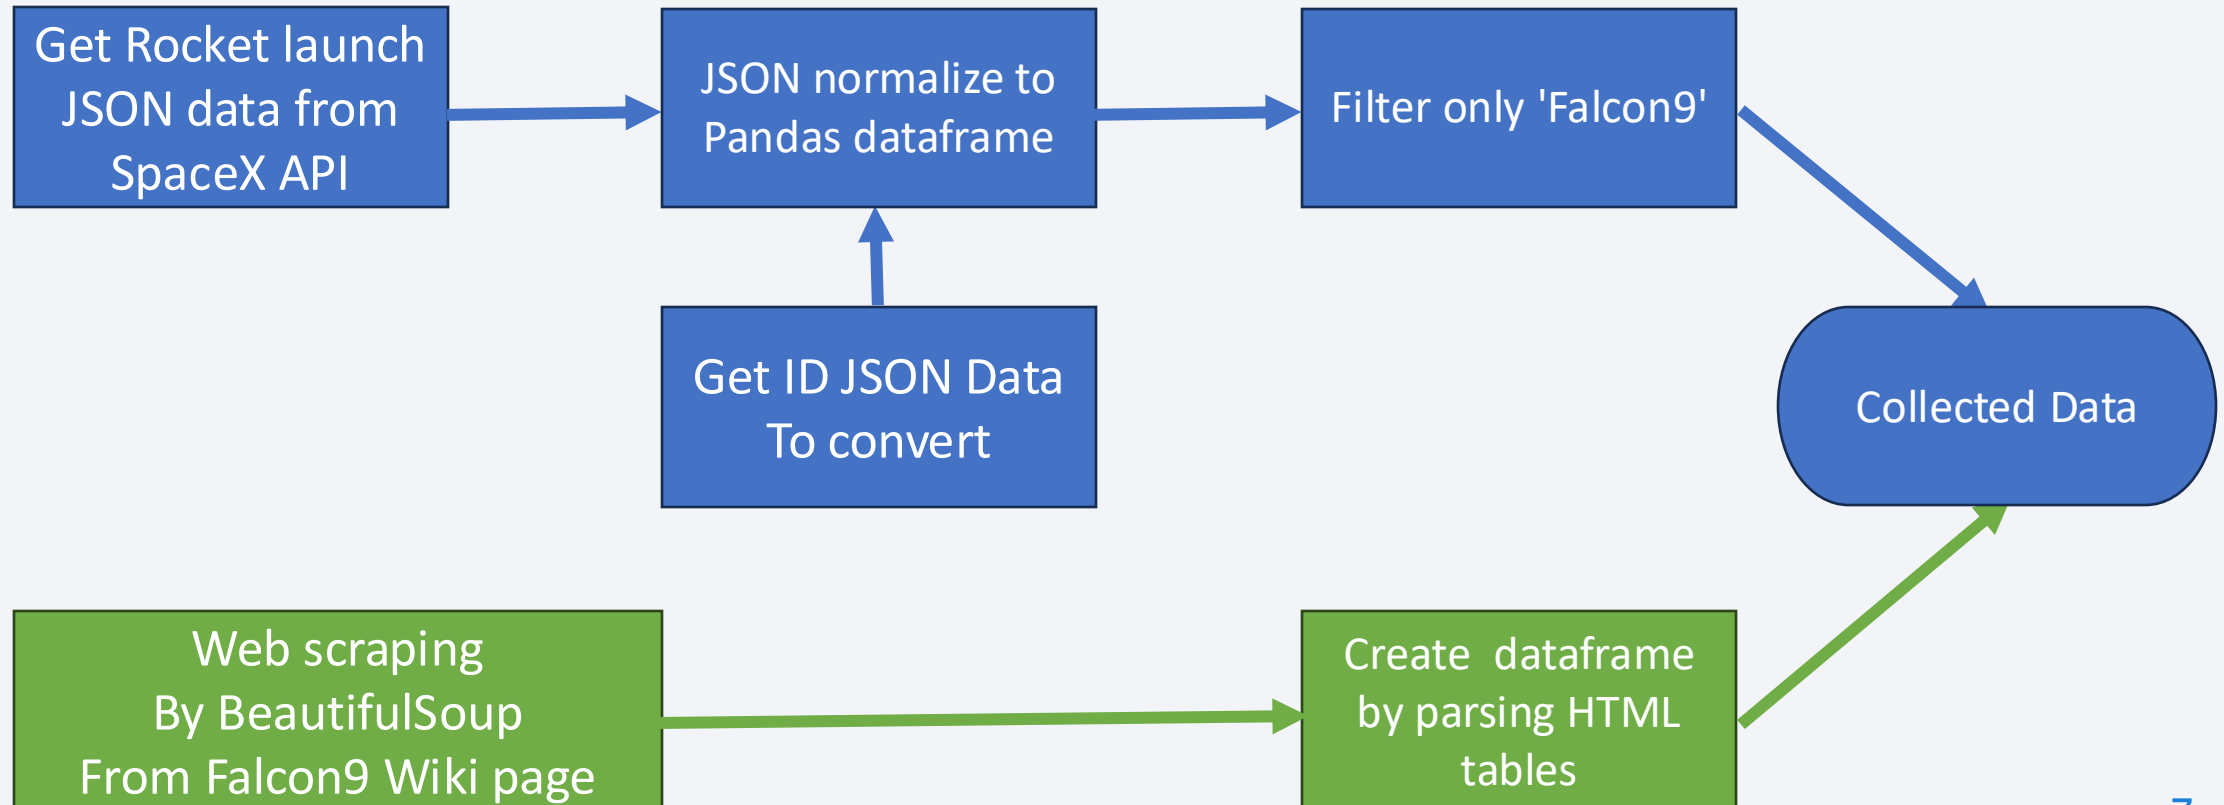 Get Rocket launch
JSON data from
SpaceX API
JSON normalize to
Pandas dataframe
Filter only 'Falcon9'
Get ID JSON Data
To convert
Collected Data
Web scraping
By BeautifulSoup
From Falcon9 Wiki page
Create dataframe
by parsing HTML
tables